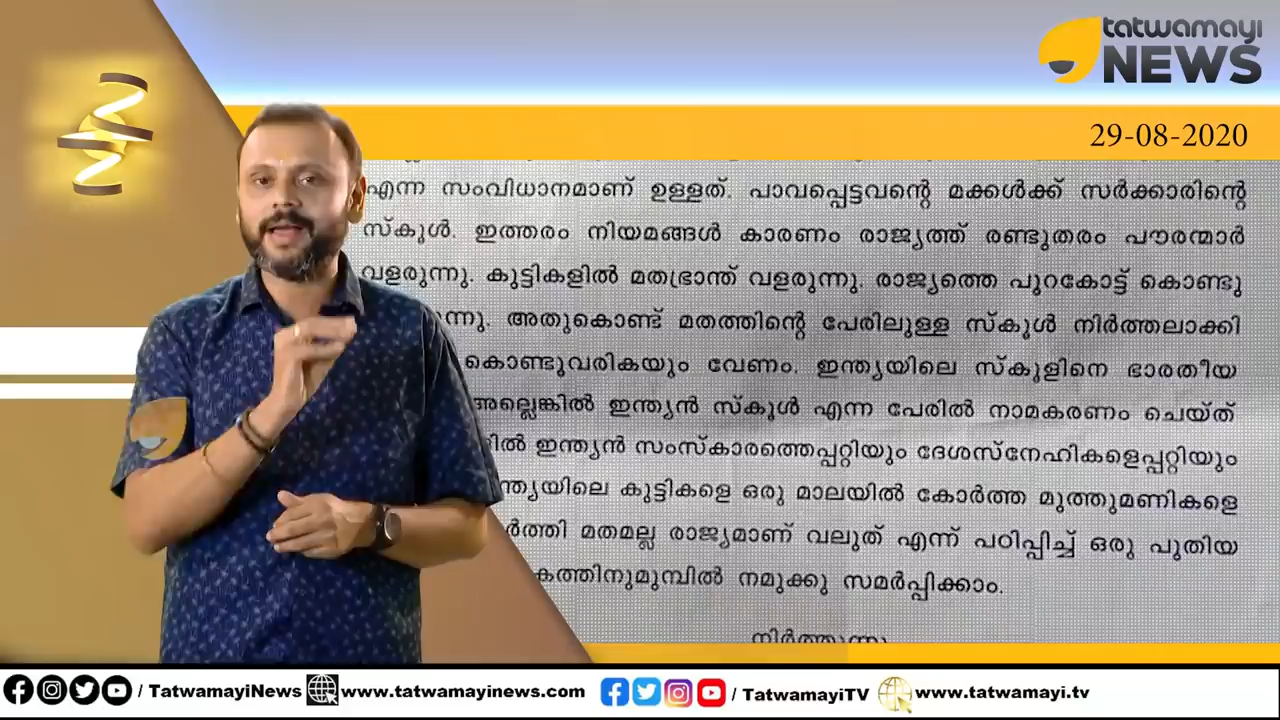 tatwamayi
NEWS
29-08-2020
എന്ന സംവിധാനമാണ് ഉള്ളത്. പാവപ്പെട്ടവന്റെ മക്കൾക്ക് സർക്കാരിന്റെ
സ്കൂൾ. ഇത്തരം നിയമങ്ങൾ കാരണം രാജ്യത്ത് രണ്ടുതരം പൗരന്മാർ
വളരുന്നു. കുട്ടികളിൽ മതഭ്രാന്ത് വളരുന്നു. രാജ്യത്തെ പുറകോട്ട് കൊണ്ടു
ന്നു. അതുകൊണ്ട് മതത്തിന്റെ പേരിലുള്ള സ്കൂൾ നിർത്തലാക്കി
കൊണ്ടുവരികയും വേണം. ഇന്ത്യയിലെ സ്കൂളിനെ ഭാരതീയ
അല്ലെങ്കിൽ ഇന്ത്യൻ സ്കൂൾ എന്ന പേരിൽ നാമകരണം ചെയ്ത്
ിൽ ഇന്ത്യൻ സംസ്കാരത്തെപ്പറ്റിയും ദേശസ്നേഹികളെപ്പറ്റിയും
ന്ത്യയിലെ കുട്ടികളെ ഒരു മാലയിൽ കോർത്ത മുത്തുമണികളെ
ർത്തി മതമല്ല രാജ്യമാണ് വലുത് എന്ന് പഠിപ്പിച്ച് ഒരു പുതിയ
കത്തിനുമുമ്പിൽ നമുക്കു സമർപ്പിക്കാം.
നിർത്തുന്നു
/ TatwamayiNews www.tatwamayinews.com / TatwamayiTV www.tatwamayi.tv